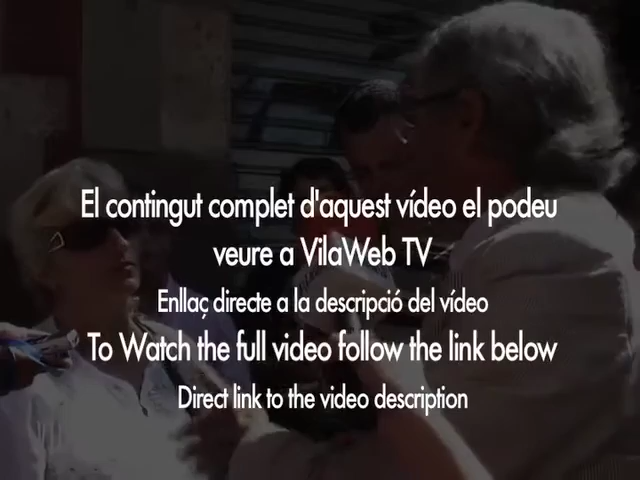 El contingut complet d'aquest vídeo el podeu
veure a VilaWeb TV
Enllaç directe a la descripció del vídeo
To Watch the full video follow the link below
Direct link to the video description